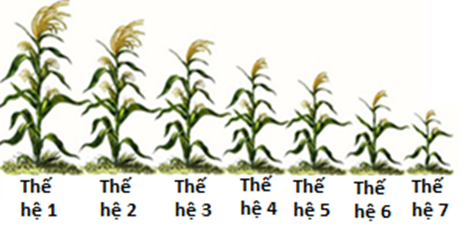 Thế Thế Thế Thế Thế Thế Thế
hệ 1 hệ 2 hệ 3 hệ 4 hệ 5 hệ 6 hệ 7